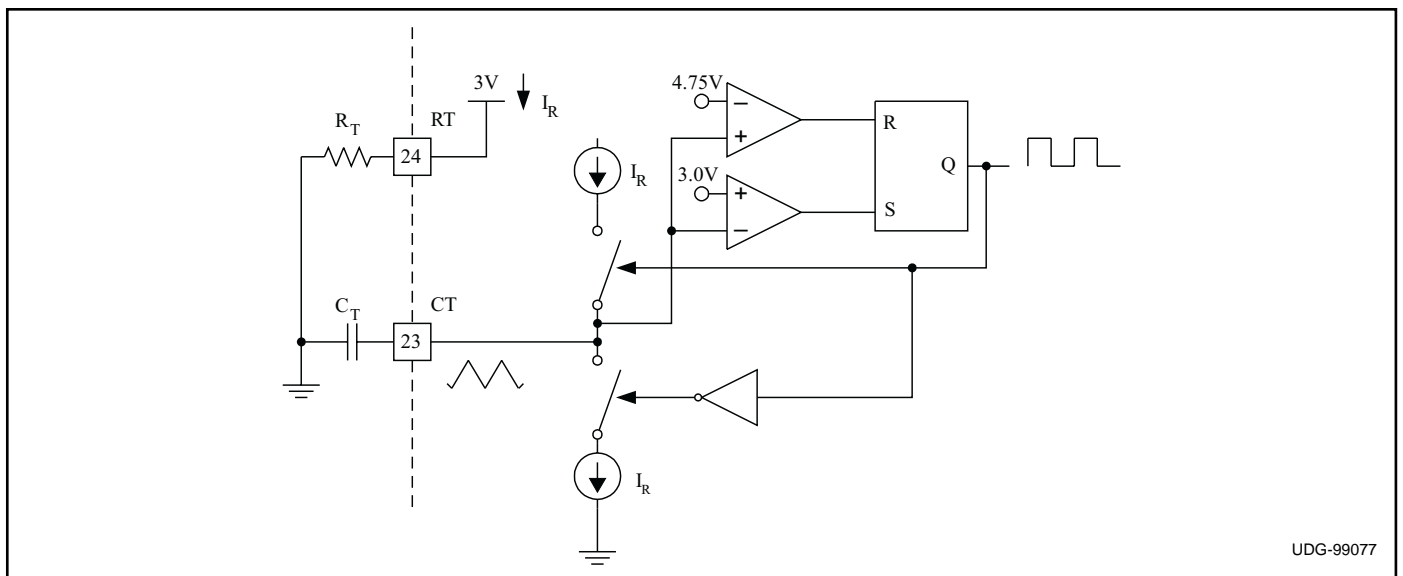 3V
I_R
R_T
RT
24
4.75V
−
+
R
I_R
3.0V
+
−
Q
S
C_T
CT
23
I_R
UDG-99077